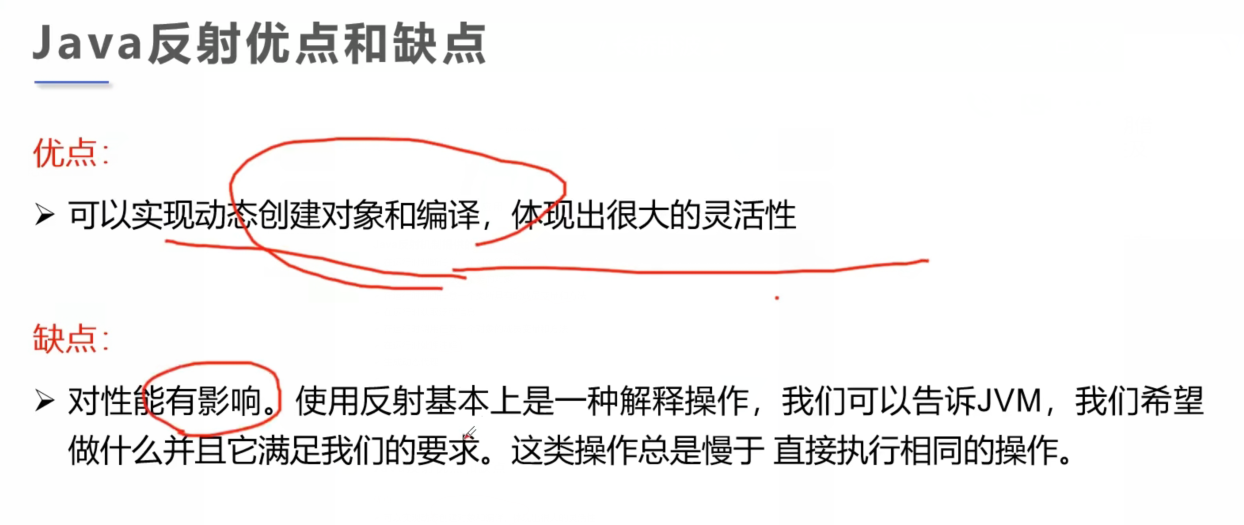 Java反射优点和缺点
优点：
➢ 可以实现动态创建对象和编译，体现出很大的灵活性
缺点：
➢ 对性能有影响。使用反射基本上是一种解释操作，我们可以告诉JVM，我们希望
做什么并且它满足我们的要求。这类操作总是慢于 直接执行相同的操作。